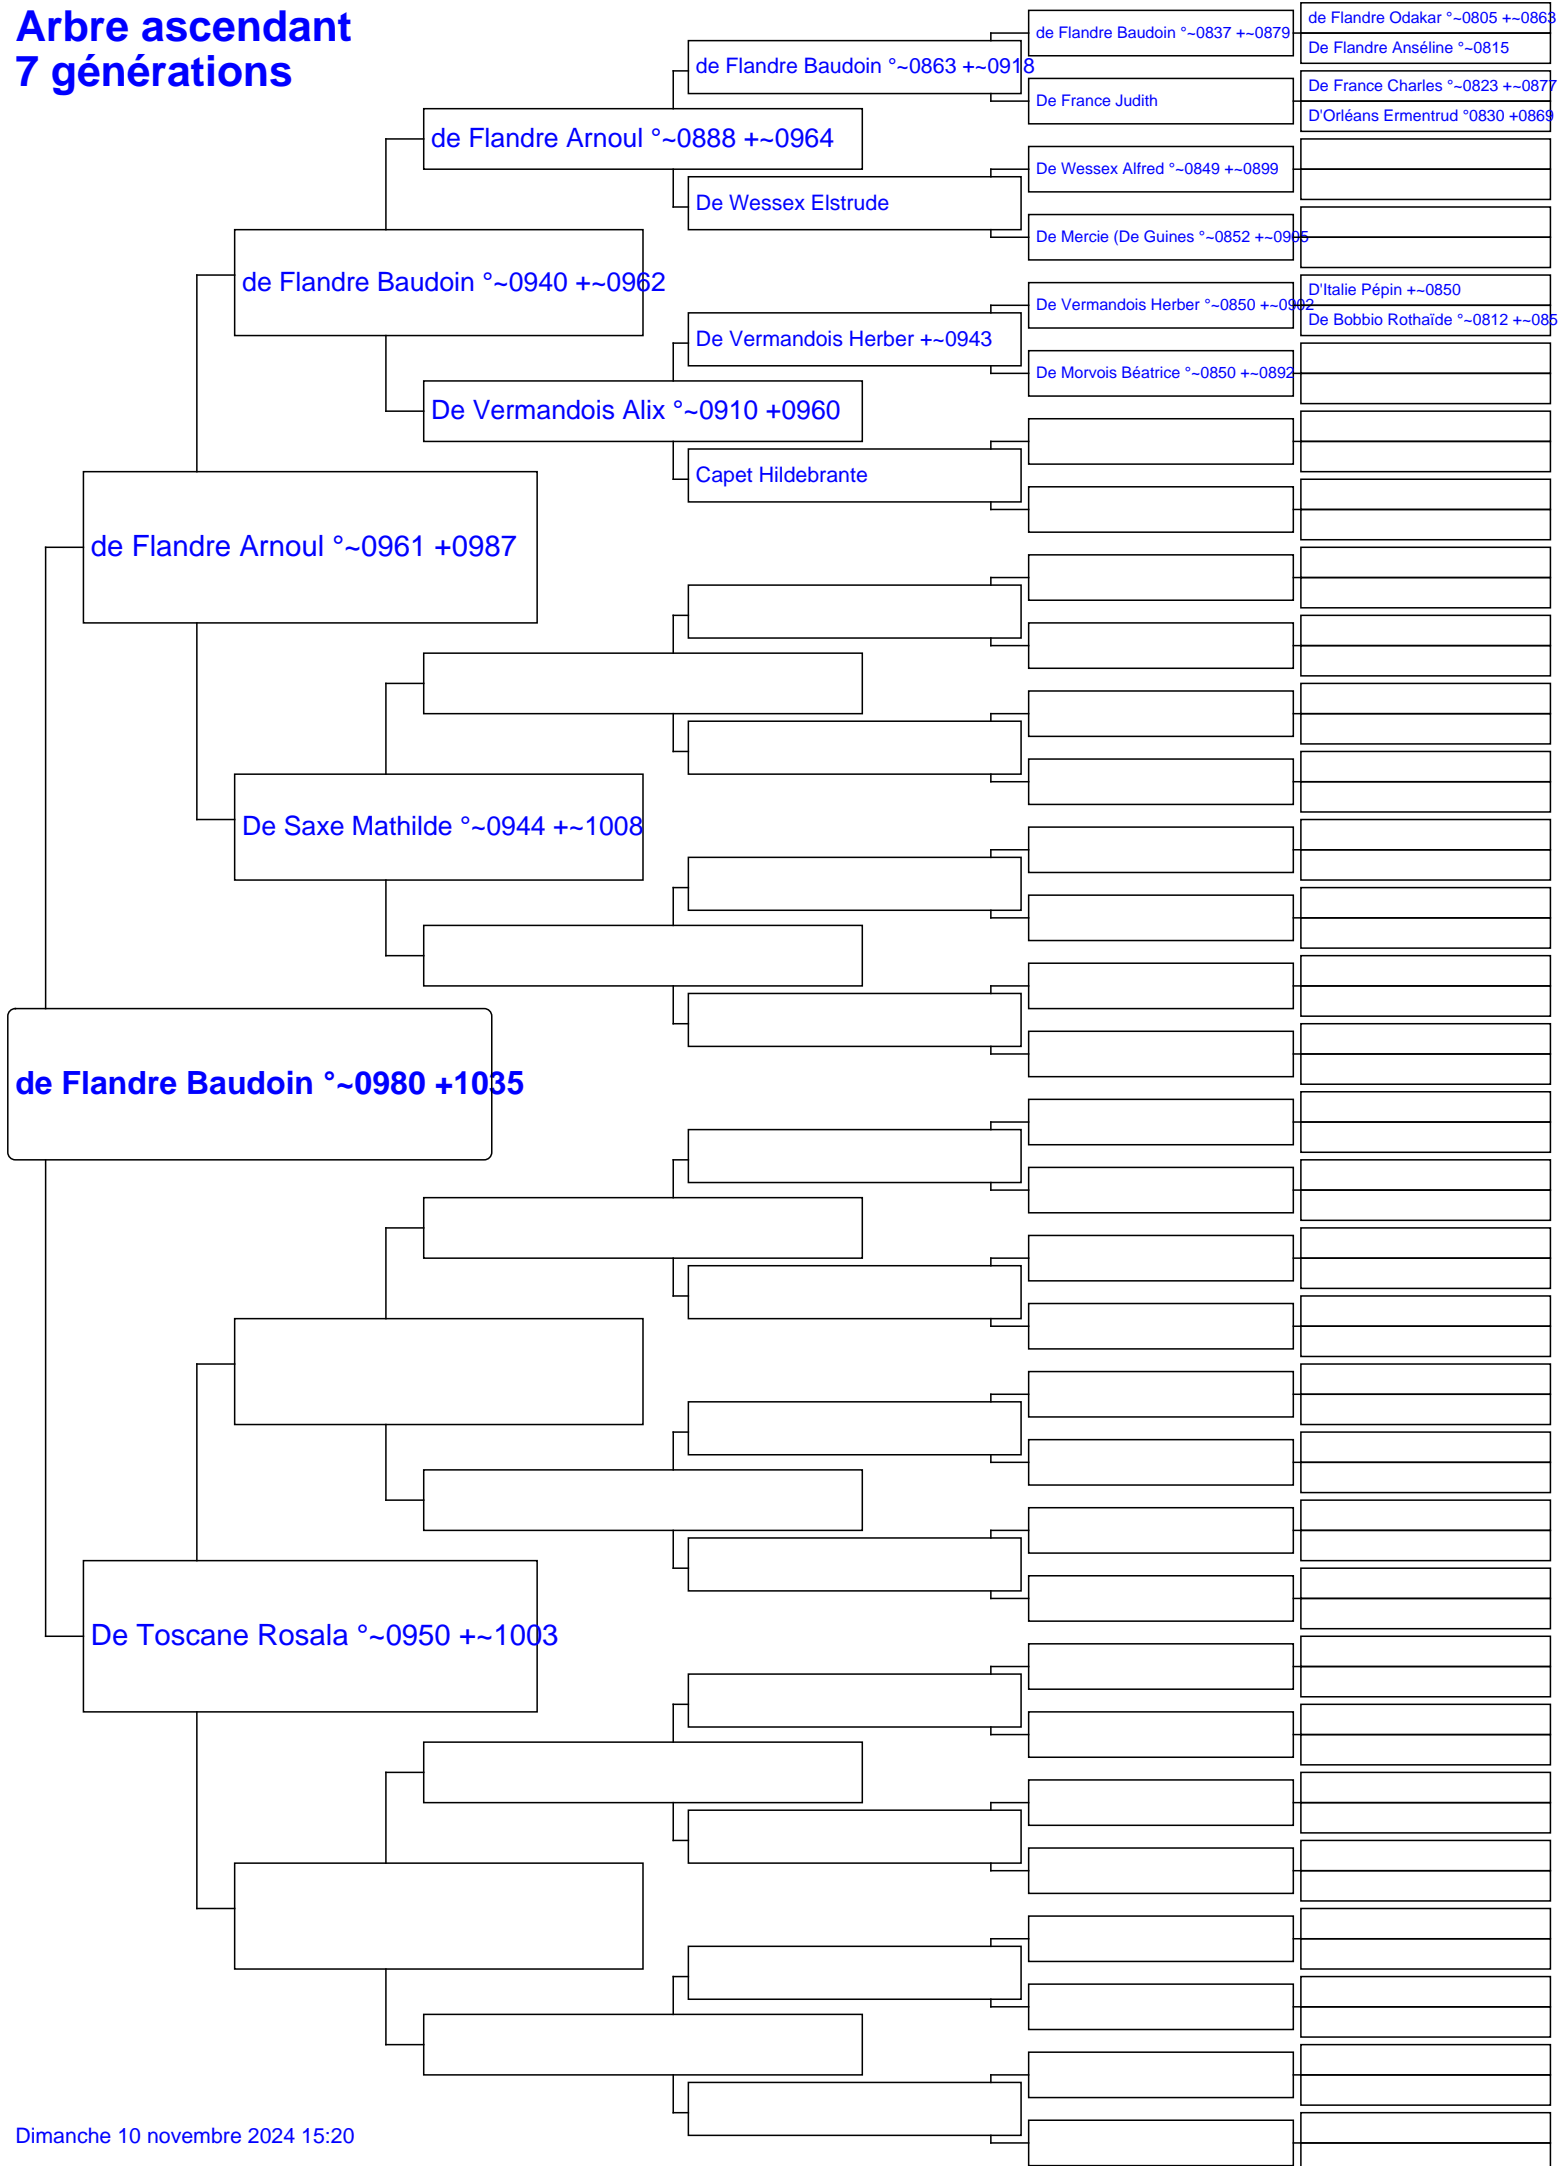 Arbre ascendant
7 générations
de Flandre Baudoin °~0980 +1035
de Flandre Arnoul °~0961 +0987
De Toscane Rosala °~0950 +~1003
de Flandre Baudoin °~0940 +~0962
De Saxe Mathilde °~0944 +~1008
de Flandre Arnoul °~0888 +~0964
De Vermandois Alix °~0910 +0960
de Flandre Baudoin °~0863 +~0918
De Wessex Elstrude
De Vermandois Herber +~0943
Capet Hildebrante
de Flandre Baudoin °~0837 +~0879
De France Judith
De Wessex Alfred °~0849 +~0899
De Mercie (De Guines °~0852 +~0905
De Vermandois Herber °~0850 +~0902
De Morvois Béatrice °~0850 +~0892
de Flandre Odakar °~0805 +~0863
De Flandre Anséline °~0815
De France Charles °~0823 +~0877
D'Orléans Ermentrud °0830 +0869
D'Italie Pépin +~0850
De Bobbio Rothaïde °~0812 +~085
Dimanche 10 novembre 2024 15:20